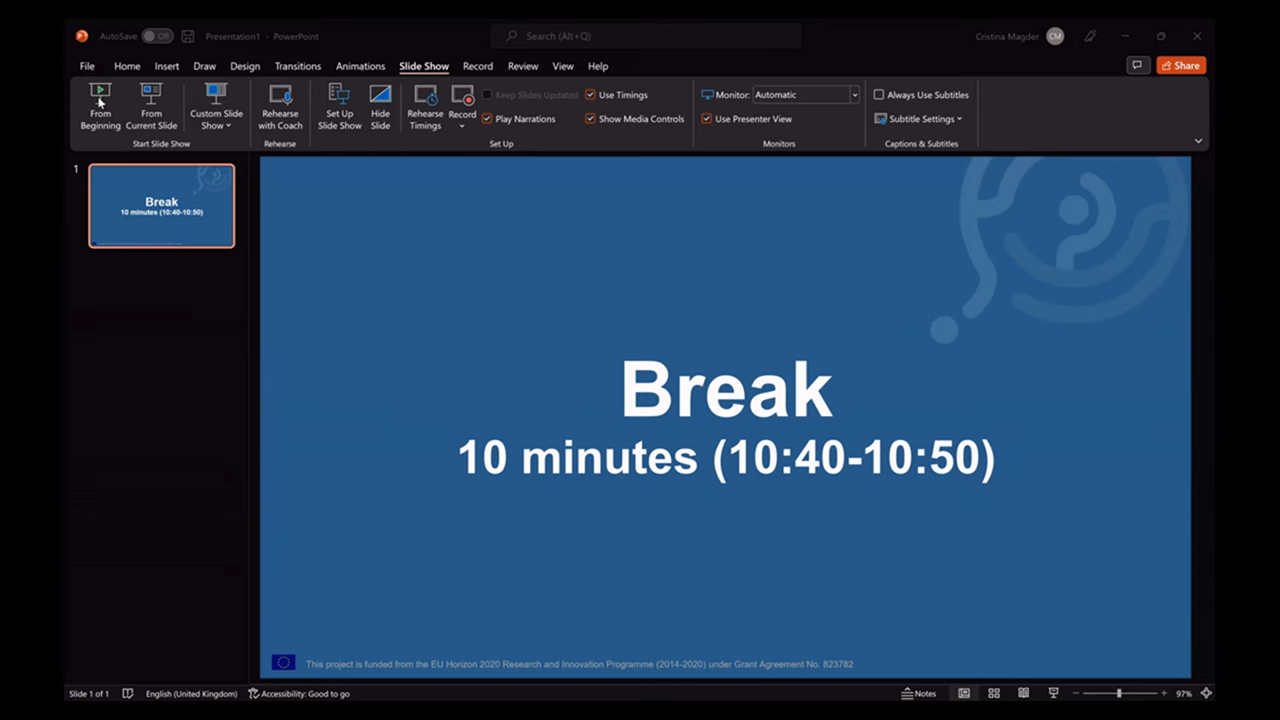 AutoSave Off Presentation1 - PowerPoint Search (Alt+Q) Cristina Magder CM
File Home Insert Draw Design Transitions Animations Slide Show Record Review View Help Share
From Beginning
From Current Slide
Custom Slide Show
Start Slide Show
Rehearse with Coach
Rehearse
Set Up Slide Show
Hide Slide
Rehearse Timings
Record
Keep Slides Updated
Use Timings
Play Narrations
Show Media Controls
Set Up
Monitor: Automatic
Use Presenter View
Monitors
Always Use Subtitles
Subtitle Settings
Captions & Subtitles
1
Break
10 minutes (10:40-10:50)
Break
10 minutes (10:40-10:50)
This project is funded from the EU Horizon 2020 Research and Innovation Programme (2014-2020) under Grant Agreement No. 823782
Slide 1 of 1 English (United Kingdom) Accessibility: Good to go Notes 97%